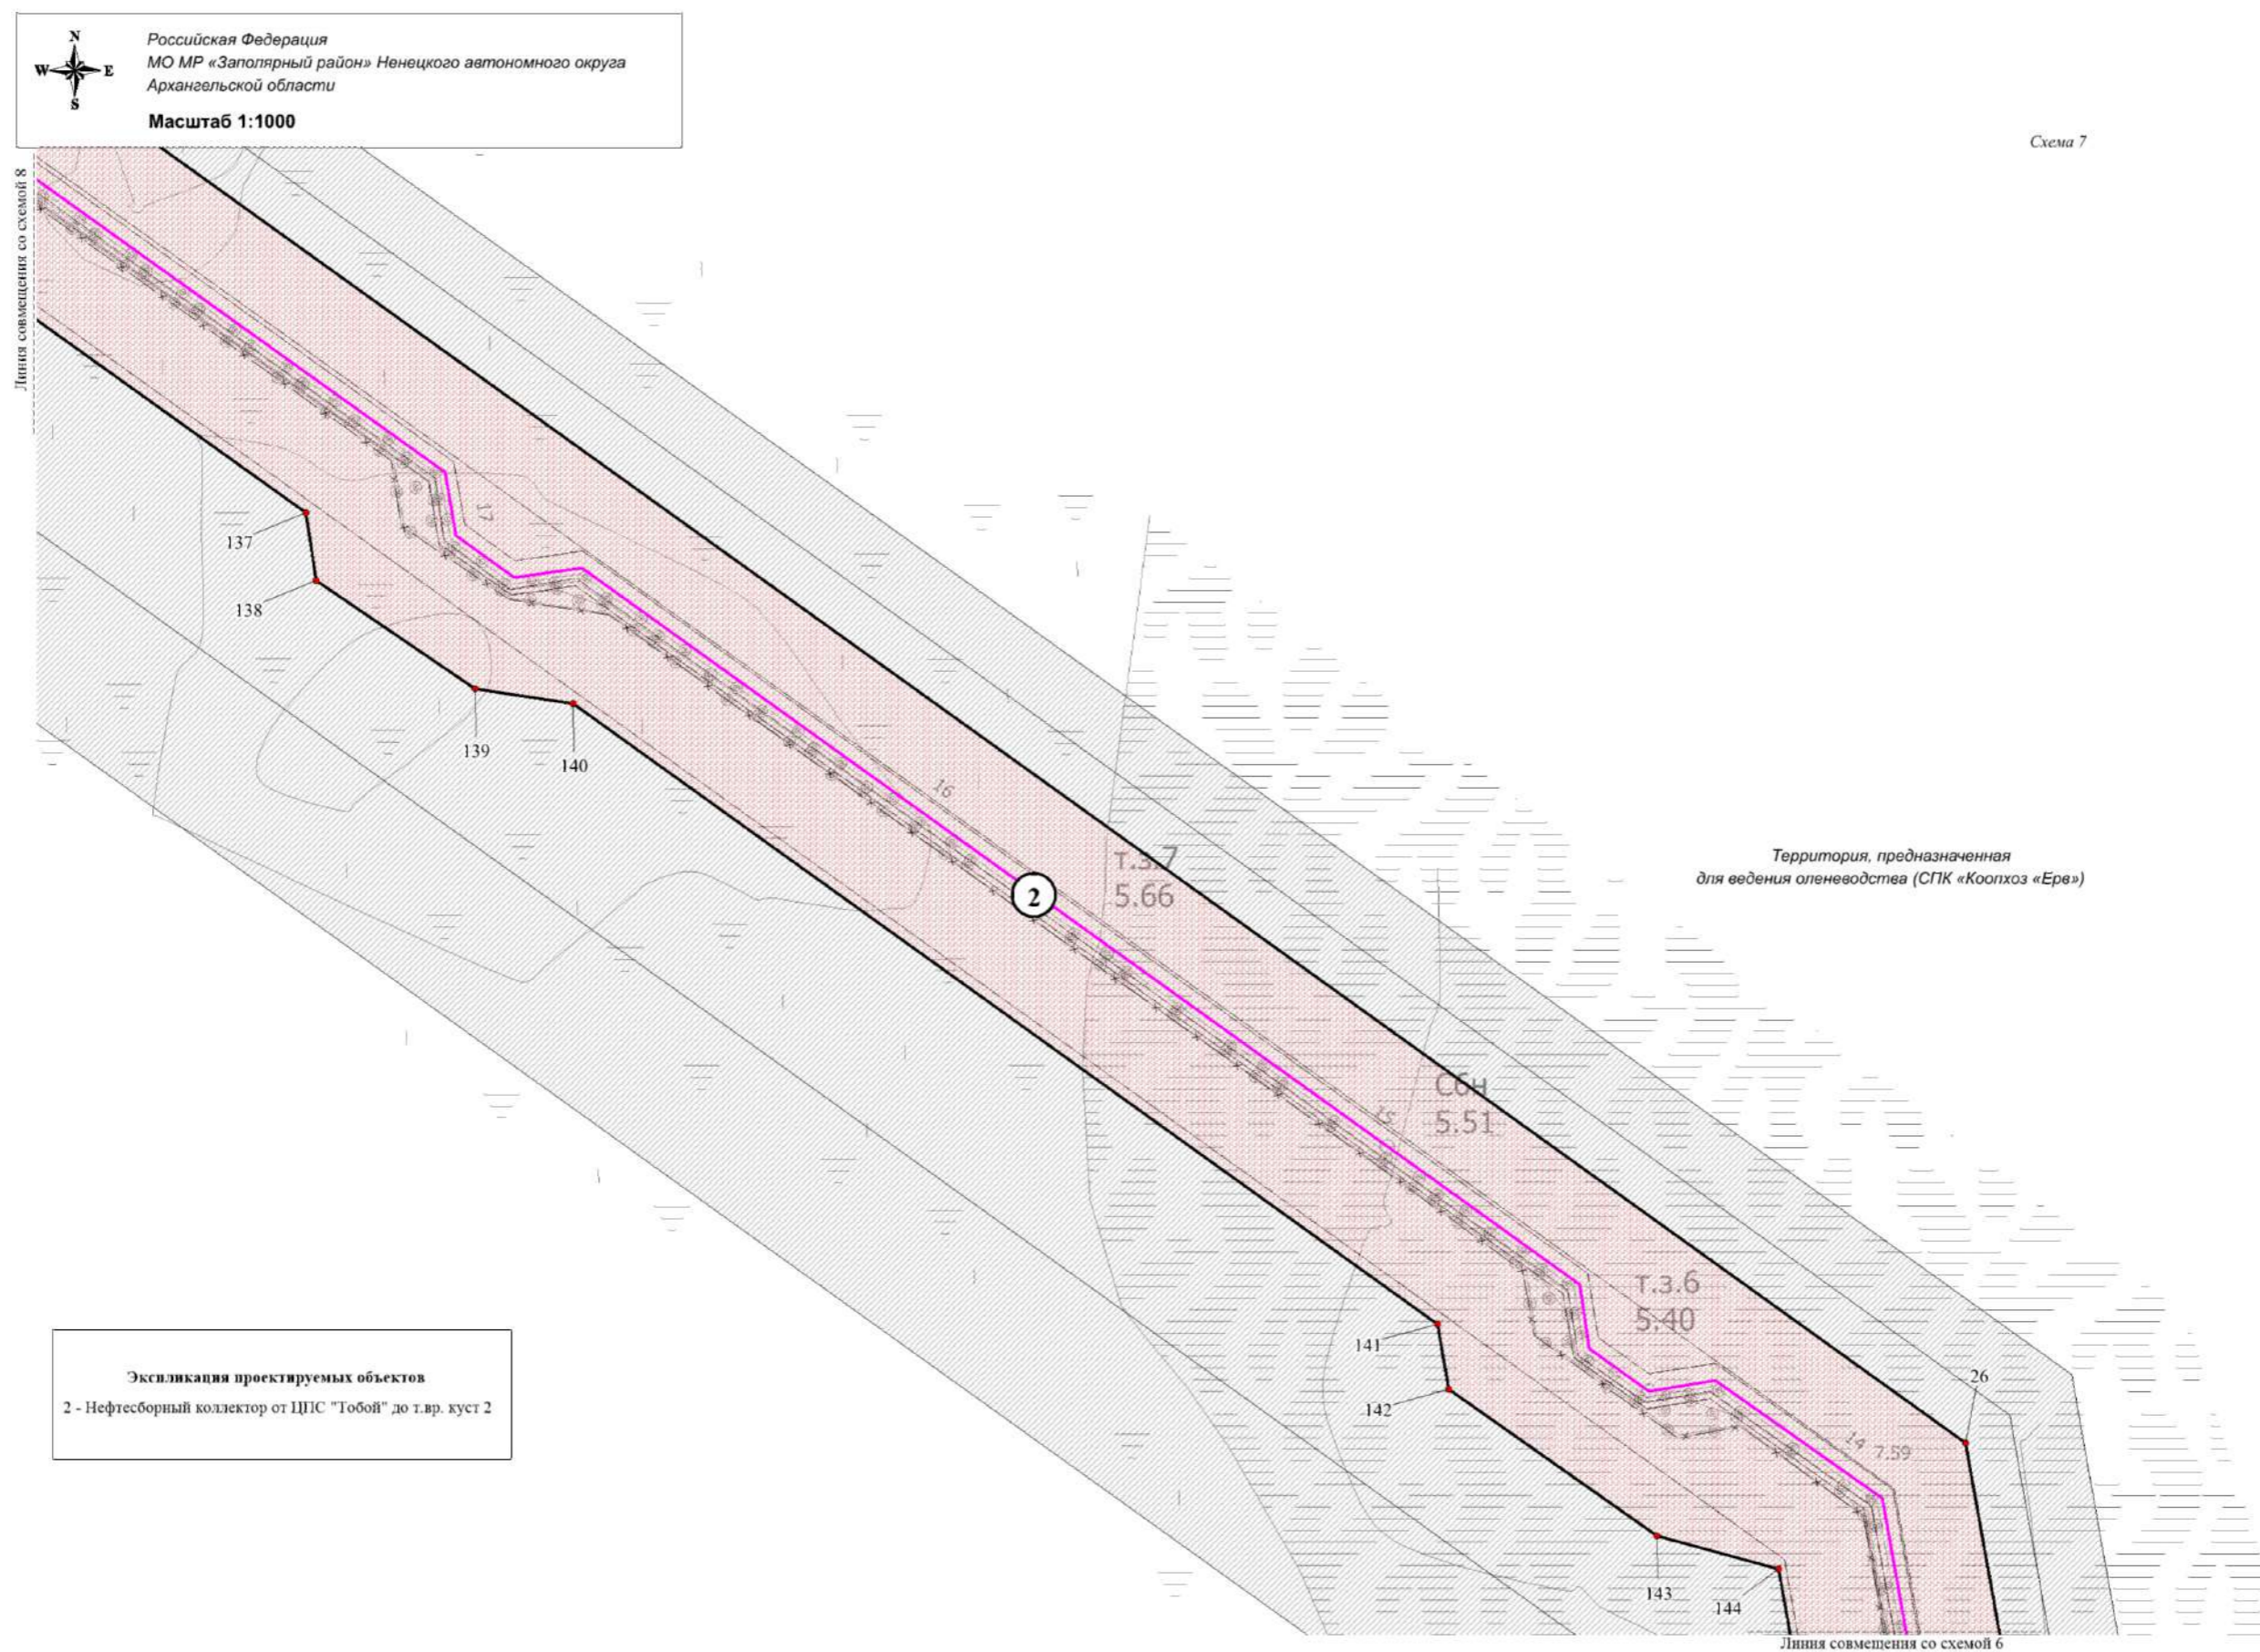 N
W E
S
Российская Федерация
МО МР «Заполярный район» Ненецкого автономного округа
Архангельской области
Масштаб 1:1000
Схема 7
Линия совмещения со схемой 8
17
137
138
139
140
16
т.з.7
5.66
2
Территория, предназначенная
для ведения оленеводства (СПК «Коопхоз «Ерв»)
15
Сбн
5.51
т.з.6
5.40
141
142
26
14 7.59
143
144
Экспликация проектируемых объектов
2 - Нефтесборный коллектор от ЦПС "Тобой" до т.вр. куст 2
Линия совмещения со схемой 6